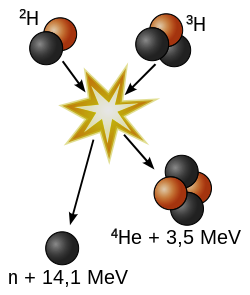 ²H
³H
⁴He + 3,5 MeV
n + 14,1 MeV